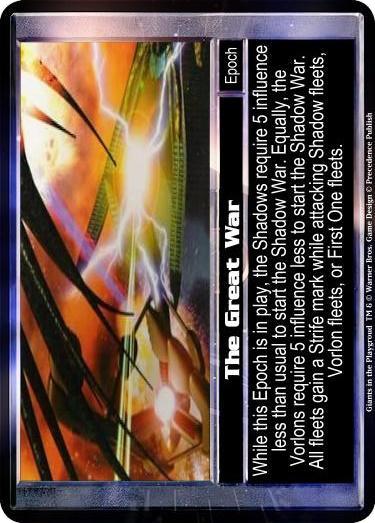 The Great War
Epoch
While this Epoch is in play, the Shadows require 5 influence
less than usual to start the Shadow War. Equally, the
Vorlons require 5 influence less to start the Shadow War.
All fleets gain a Strife mark while attacking Shadow fleets,
Vorlon fleets, or First One fleets.
Giants in the Playgroud TM & © Warner Bros. Game Design © Precedence Publish